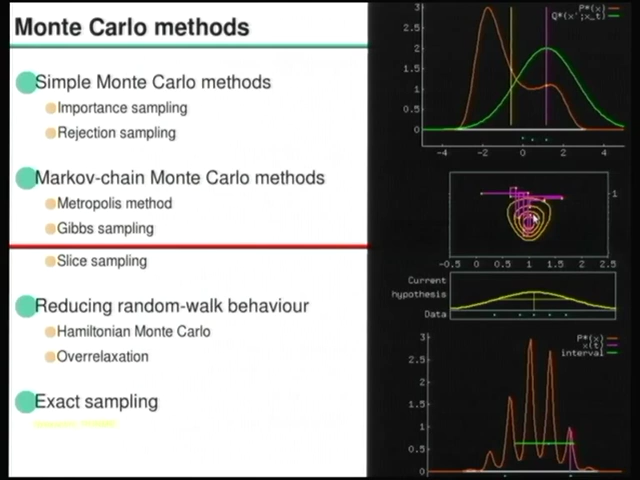 Monte Carlo methods
Simple Monte Carlo methods
Importance sampling
Rejection sampling
Markov-chain Monte Carlo methods
Metropolis method
Gibbs sampling
Slice sampling
Reducing random-walk behaviour
Hamiltonian Monte Carlo
Overrelaxation
Exact sampling
P*(x)
Q*(x';x_t)
3
2.5
2
1.5
1
0.5
0
-4 -2 0 2 4
1
-0.5 0 0.5 1 1.5 2 2.5
Current
hypothesis
Data
P*(x)
x(t)
interval
3
2.5
2
1.5
1
0.5
0